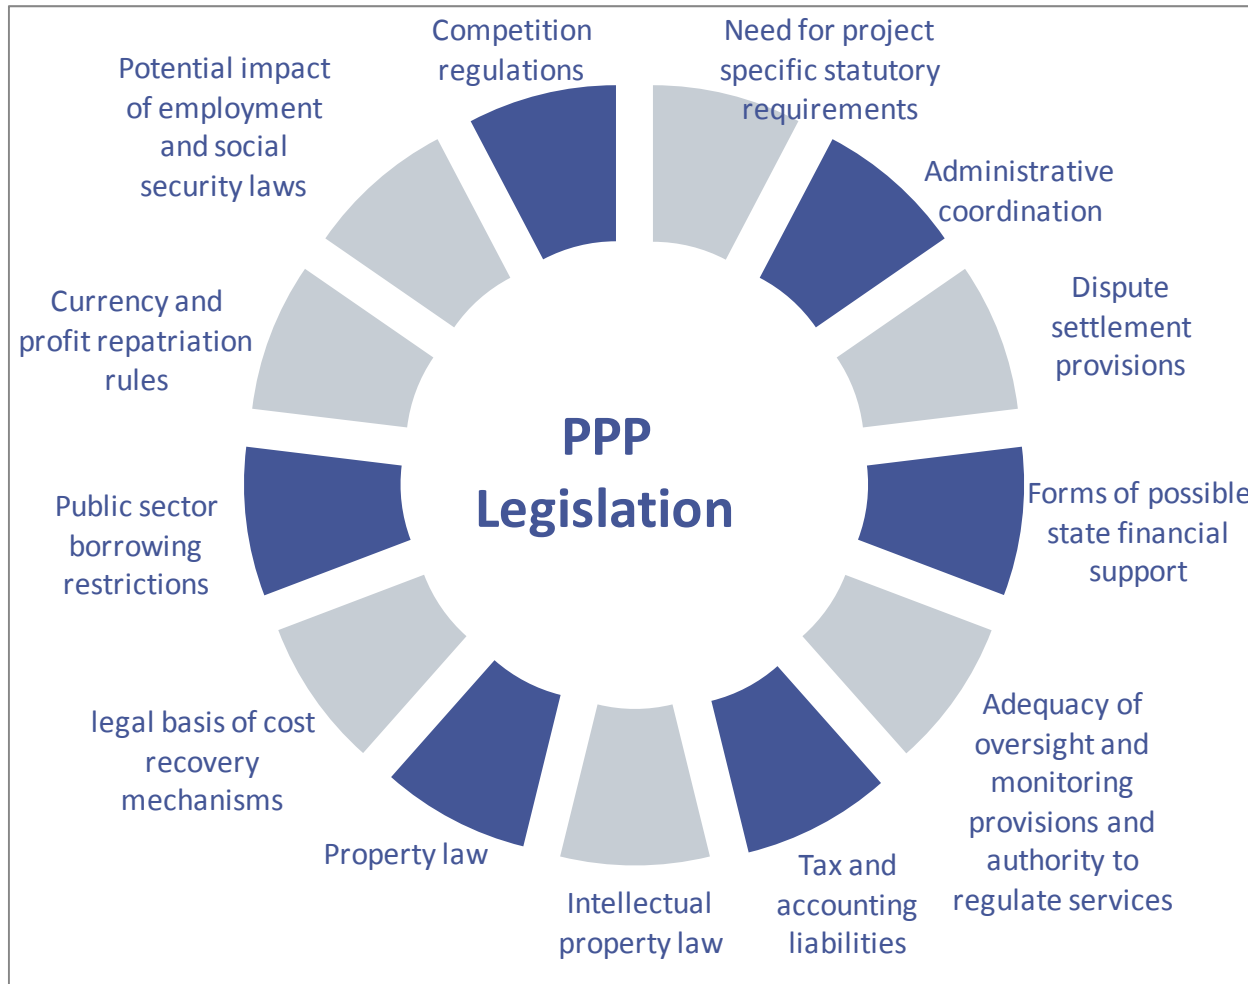 Competition
regulations
Need for project
specific statutory
requirements
Administrative
coordination
Dispute
settlement
provisions
Forms of possible
state financial
support
Adequacy of
oversight and
monitoring
provisions and
authority to
regulate services
Tax and
accounting
liabilities
Intellectual
property law
Property law
legal basis of cost
recovery
mechanisms
Public sector
borrowing
restrictions
Currency and
profit repatriation
rules
Potential impact
of employment
and social
security laws
PPP
Legislation